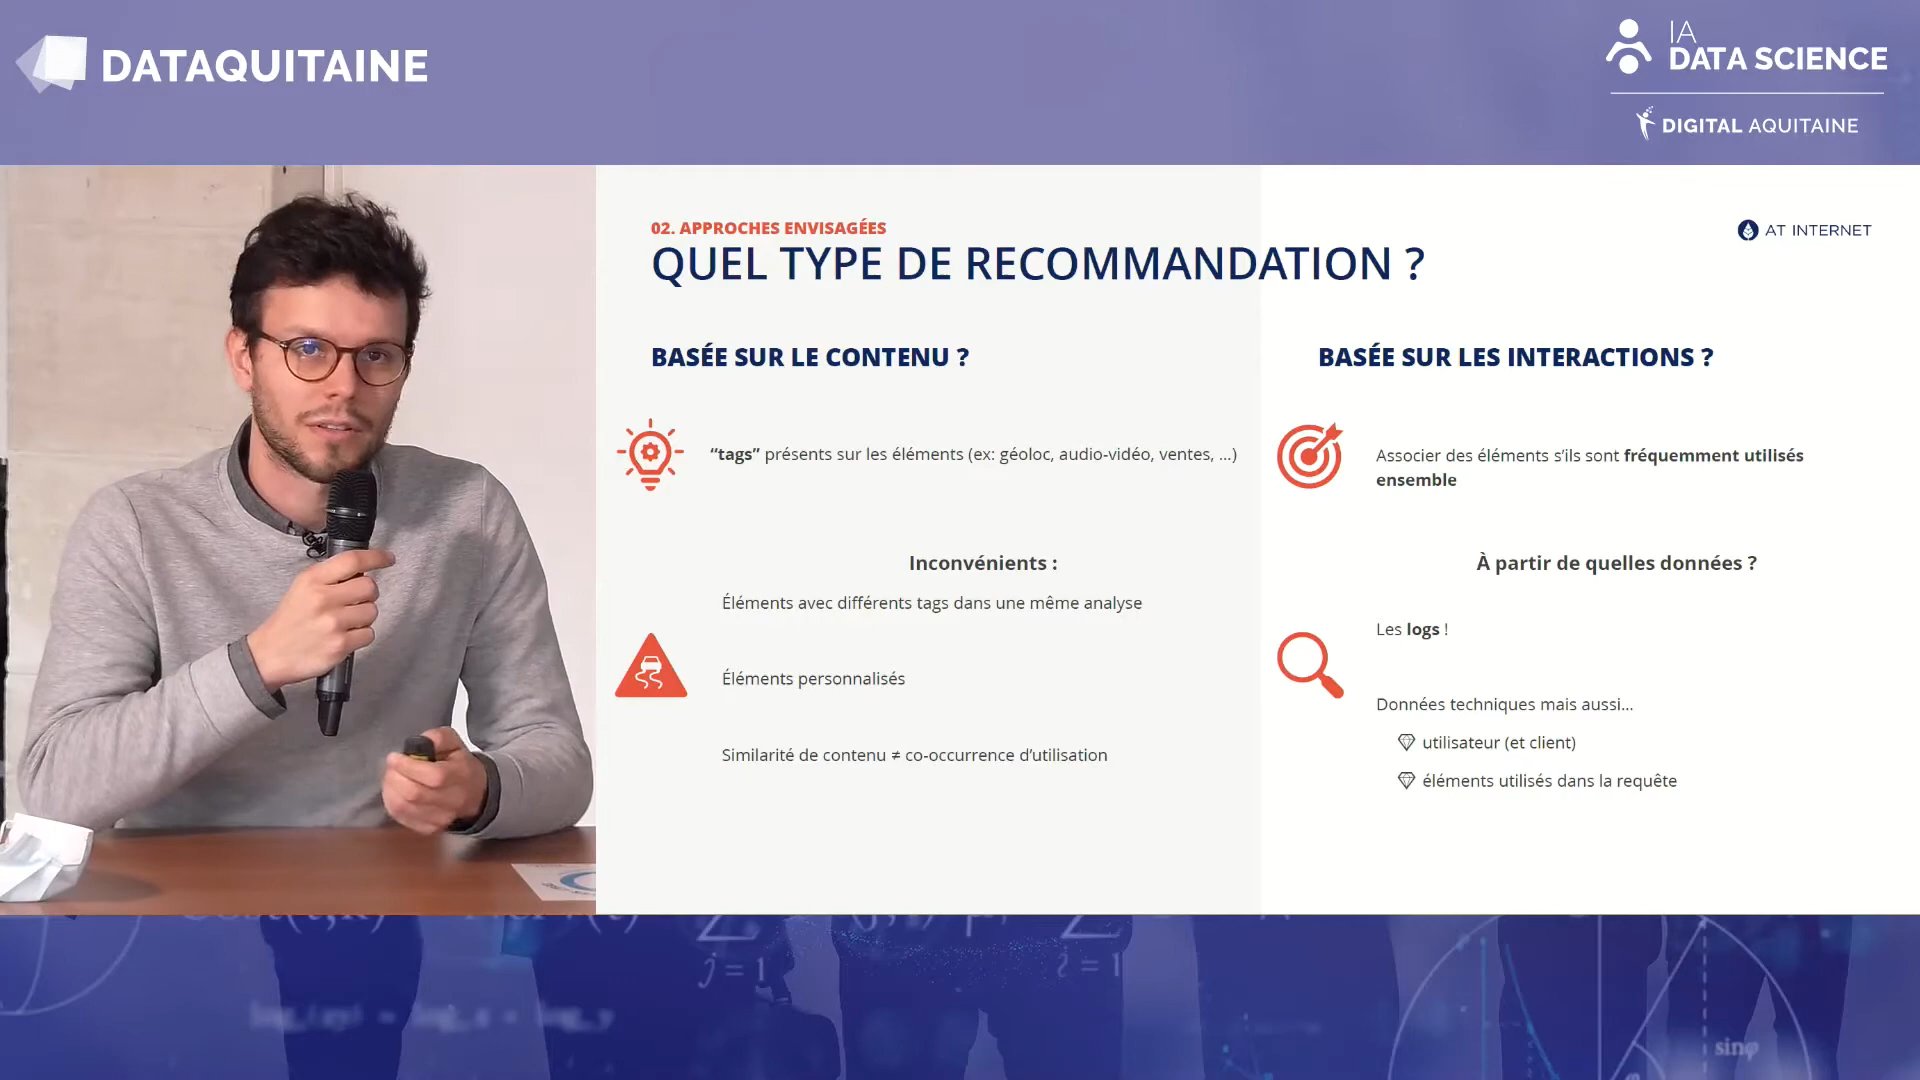 DATAQUITAINE
IA
DATA SCIENCE
DIGITAL AQUITAINE
02. APPROCHES ENVISAGÉES
QUEL TYPE DE RECOMMANDATION ?
AT INTERNET
BASÉE SUR LE CONTENU ?
“tags” présents sur les éléments (ex: géoloc, audio-vidéo, ventes, ...)
Inconvénients :
Éléments avec différents tags dans une même analyse
Éléments personnalisés
Similarité de contenu ≠ co-occurrence d’utilisation
BASÉE SUR LES INTERACTIONS ?
Associer des éléments s’ils sont fréquemment utilisés
ensemble
À partir de quelles données ?
Les logs !
Données techniques mais aussi...
utilisateur (et client)
éléments utilisés dans la requête
j = 1
i = 1
sinφ